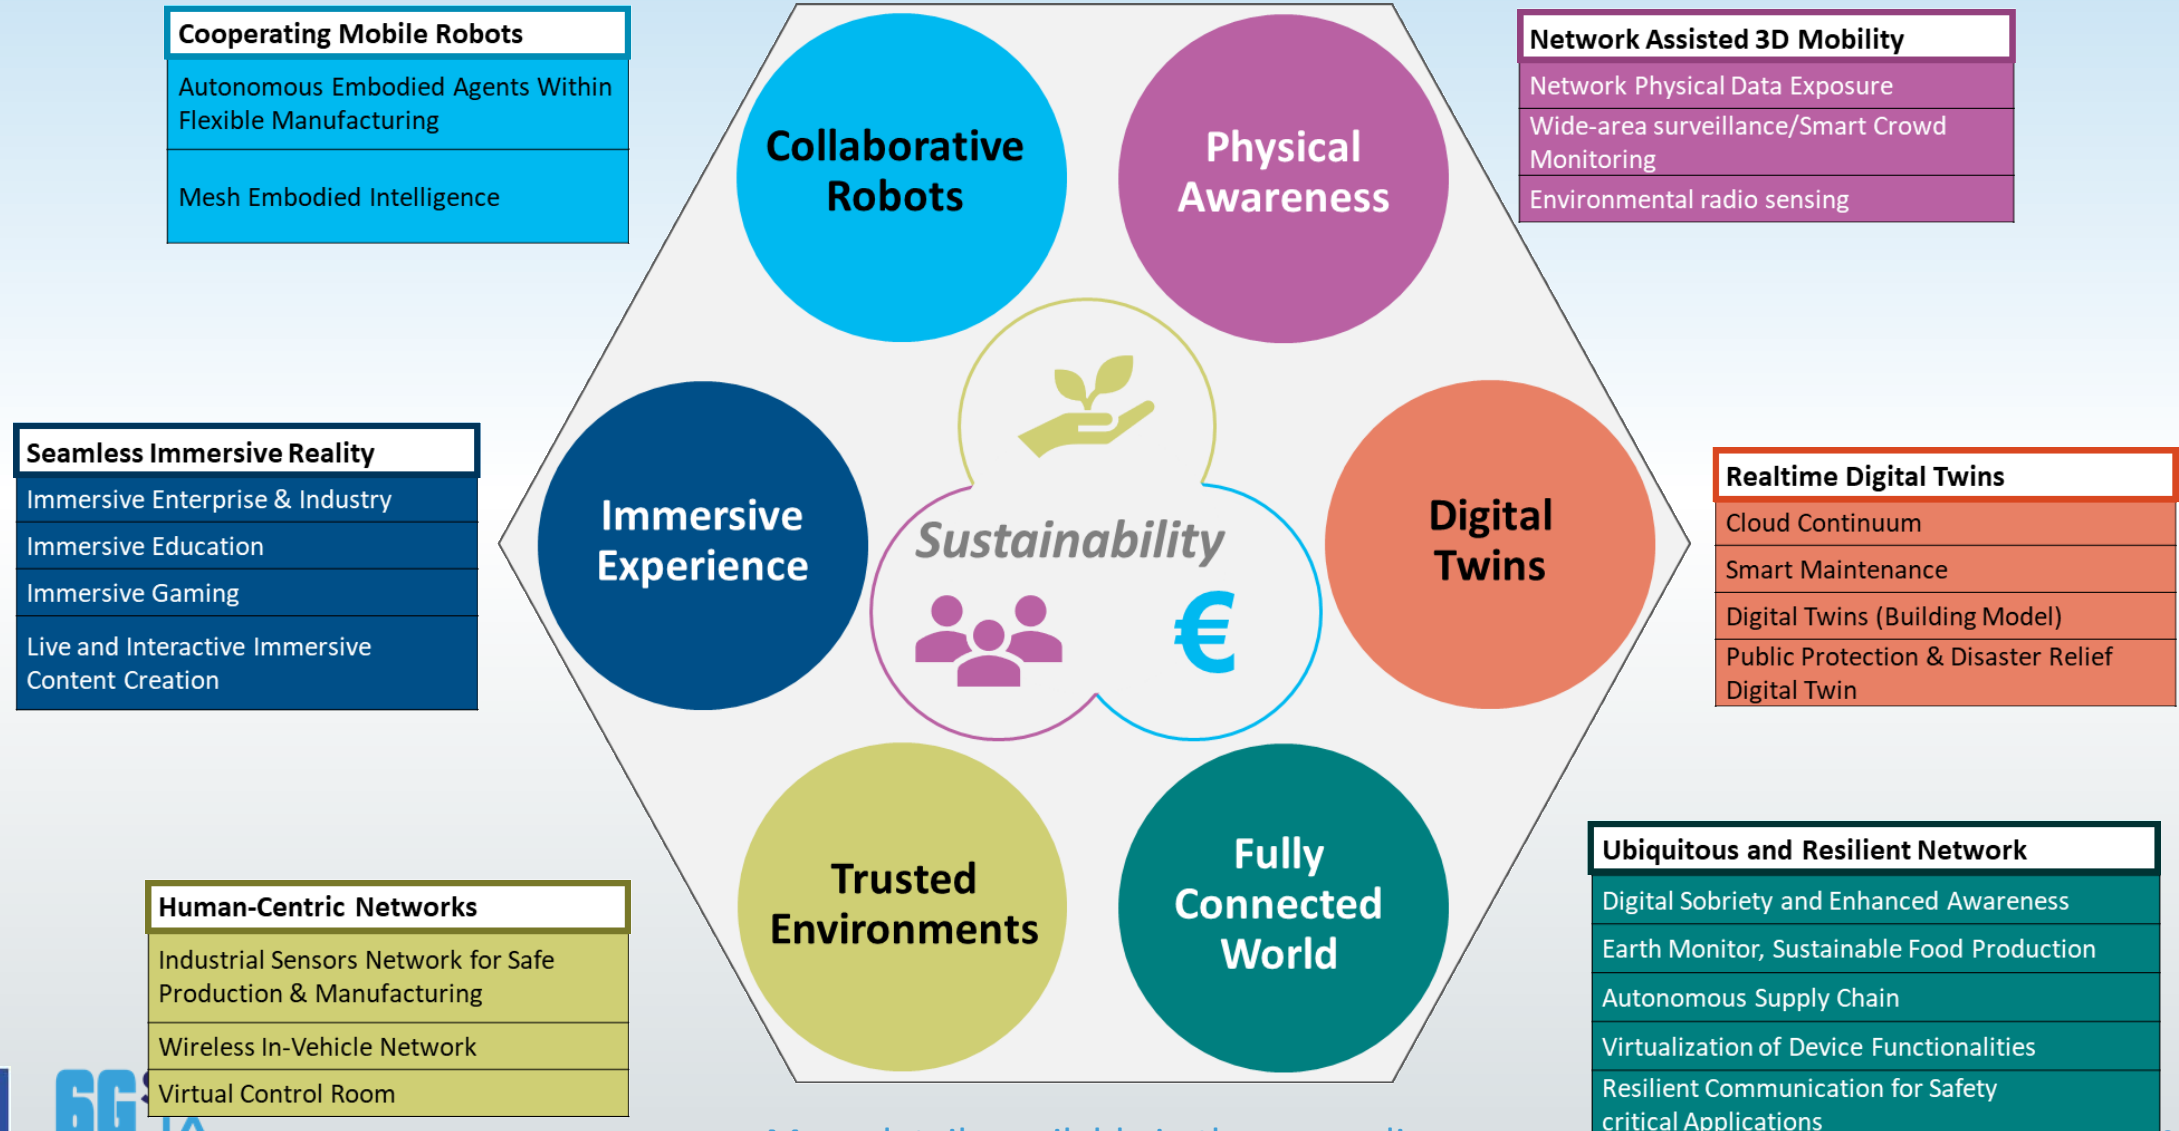 Cooperating Mobile Robots
Autonomous Embodied Agents Within
Flexible Manufacturing
Mesh Embodied Intelligence
Network Assisted 3D Mobility
Network Physical Data Exposure
Wide-area surveillance/Smart Crowd
Monitoring
Environmental radio sensing
Collaborative
Robots
Physical
Awareness
Seamless Immersive Reality
Immersive Enterprise & Industry
Immersive Education
Immersive Gaming
Live and Interactive Immersive
Content Creation
Immersive
Experience
Sustainability
€
Digital
Twins
Realtime Digital Twins
Cloud Continuum
Smart Maintenance
Digital Twins (Building Model)
Public Protection & Disaster Relief
Digital Twin
Trusted
Environments
Fully
Connected
World
Human-Centric Networks
Industrial Sensors Network for Safe
Production & Manufacturing
Wireless In-Vehicle Network
Virtual Control Room
Ubiquitous and Resilient Network
Digital Sobriety and Enhanced Awareness
Earth Monitor, Sustainable Food Production
Autonomous Supply Chain
Virtualization of Device Functionalities
Resilient Communication for Safety
critical Applications
6G